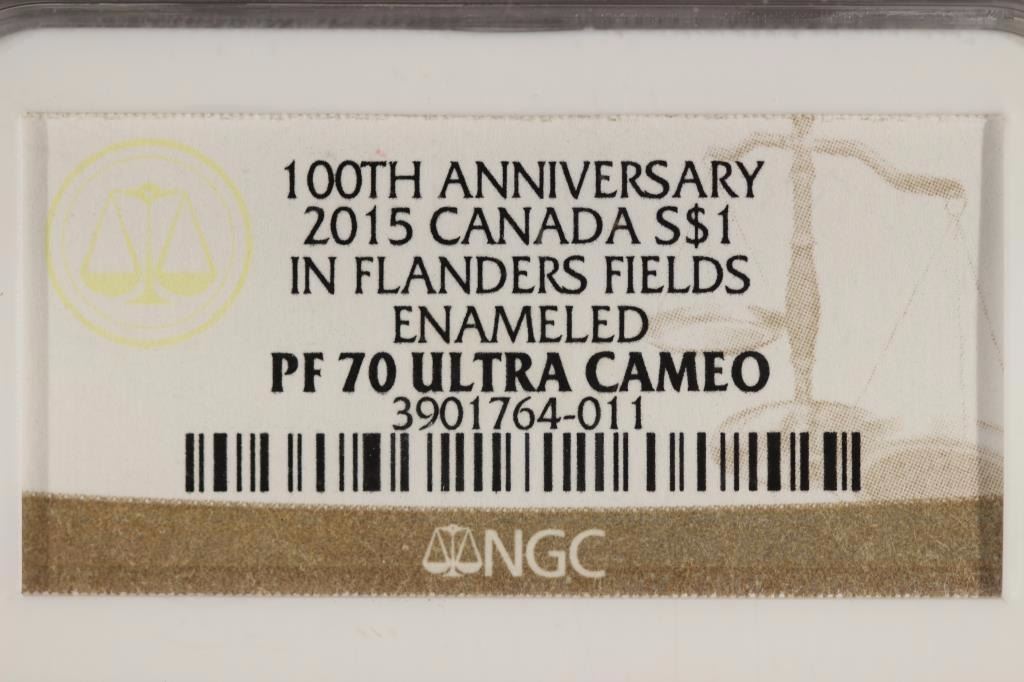 100TH ANNIVERSARY
2015 CANADA S$1
IN FLANDERS FIELDS
ENAMELED
PF 70 ULTRA CAMEO
3901764-011
NGC